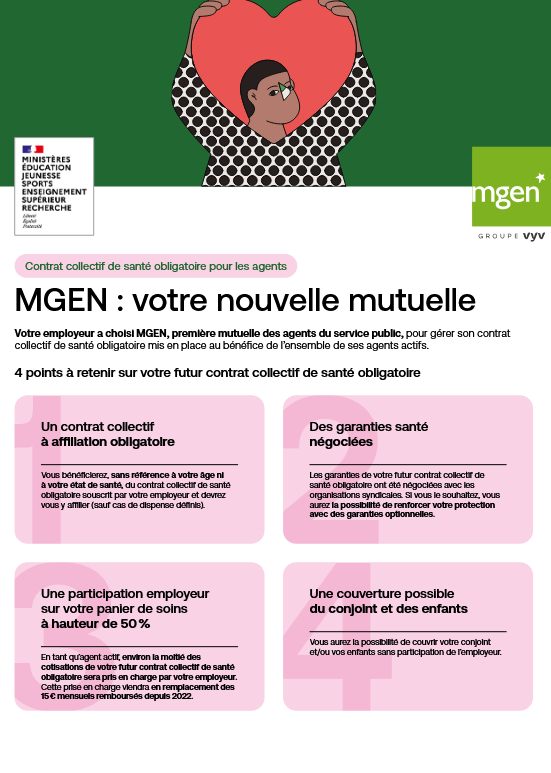 MINISTÈRES
ÉDUCATION
JEUNESSE
SPORTS
ENSEIGNEMENT
SUPÉRIEUR
RECHERCHE
Liberté
Égalité
Fraternité
mgen
GROUPE vyv
Contrat collectif de santé obligatoire pour les agents
MGEN : votre nouvelle mutuelle
Votre employeur a choisi MGEN, première mutuelle des agents du service public, pour gérer son contrat
collectif de santé obligatoire mis en place au bénéfice de l'ensemble de ses agents actifs.
4 points à retenir sur votre futur contrat collectif de santé obligatoire
1
Un contrat collectif
à affiliation obligatoire
Vous bénéficierez, sans référence à votre âge ni
à votre état de santé, du contrat collectif de santé
obligatoire souscrit par votre employeur et devrez
vous y affilier (sauf cas de dispense définis).
2
Des garanties santé
négociées
Les garanties de votre futur contrat collectif de
santé obligatoire ont été négociées avec les
organisations syndicales. Si vous le souhaitez, vous
aurez la possibilité de renforcer votre protection
avec des garanties optionnelles.
3
Une participation employeur
sur votre panier de soins
à hauteur de 50 %
En tant qu'agent actif, environ la moitié des
cotisations de votre futur contrat collectif de santé
obligatoire sera pris en charge par votre employeur.
Cette prise en charge viendra en remplacement des
15 € mensuels remboursés depuis 2022.
4
Une couverture possible
du conjoint et des enfants
Vous aurez la possibilité de couvrir votre conjoint
et/ou vos enfants sans participation de l'employeur.